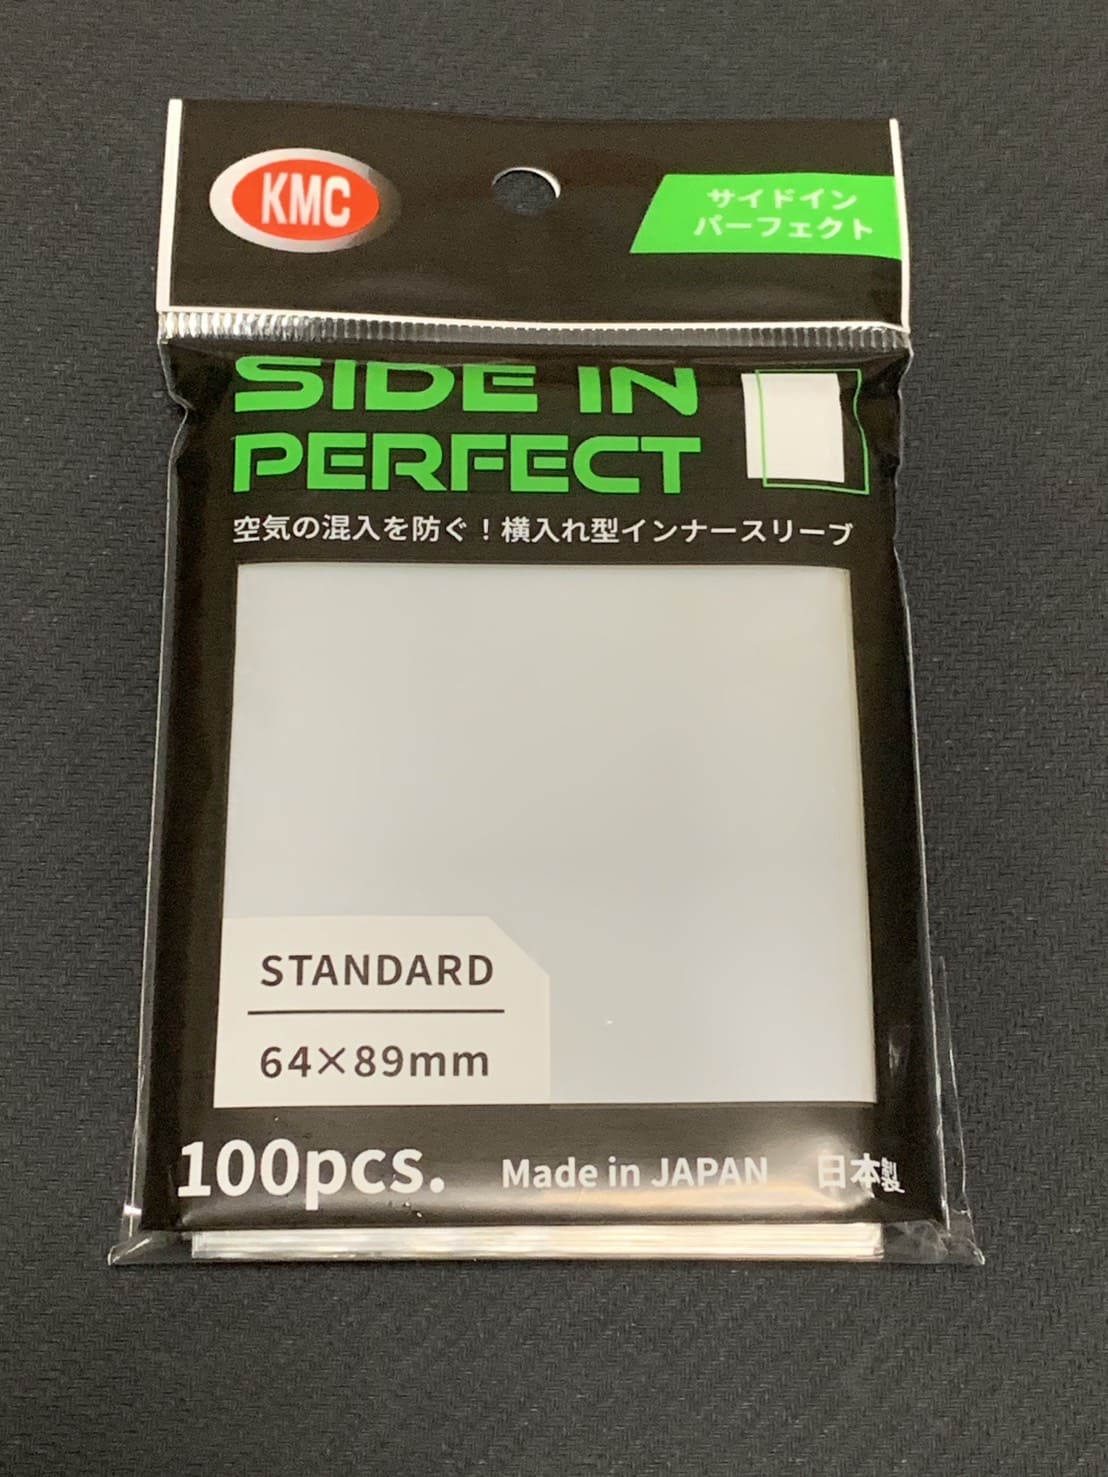 KMC
サイドイン
パーフェクト
SIDE IN
PERFECT
空気の混入を防ぐ！横入れ型インナースリーブ
STANDARD
64×89mm
100pcs. Made in JAPAN 日本製